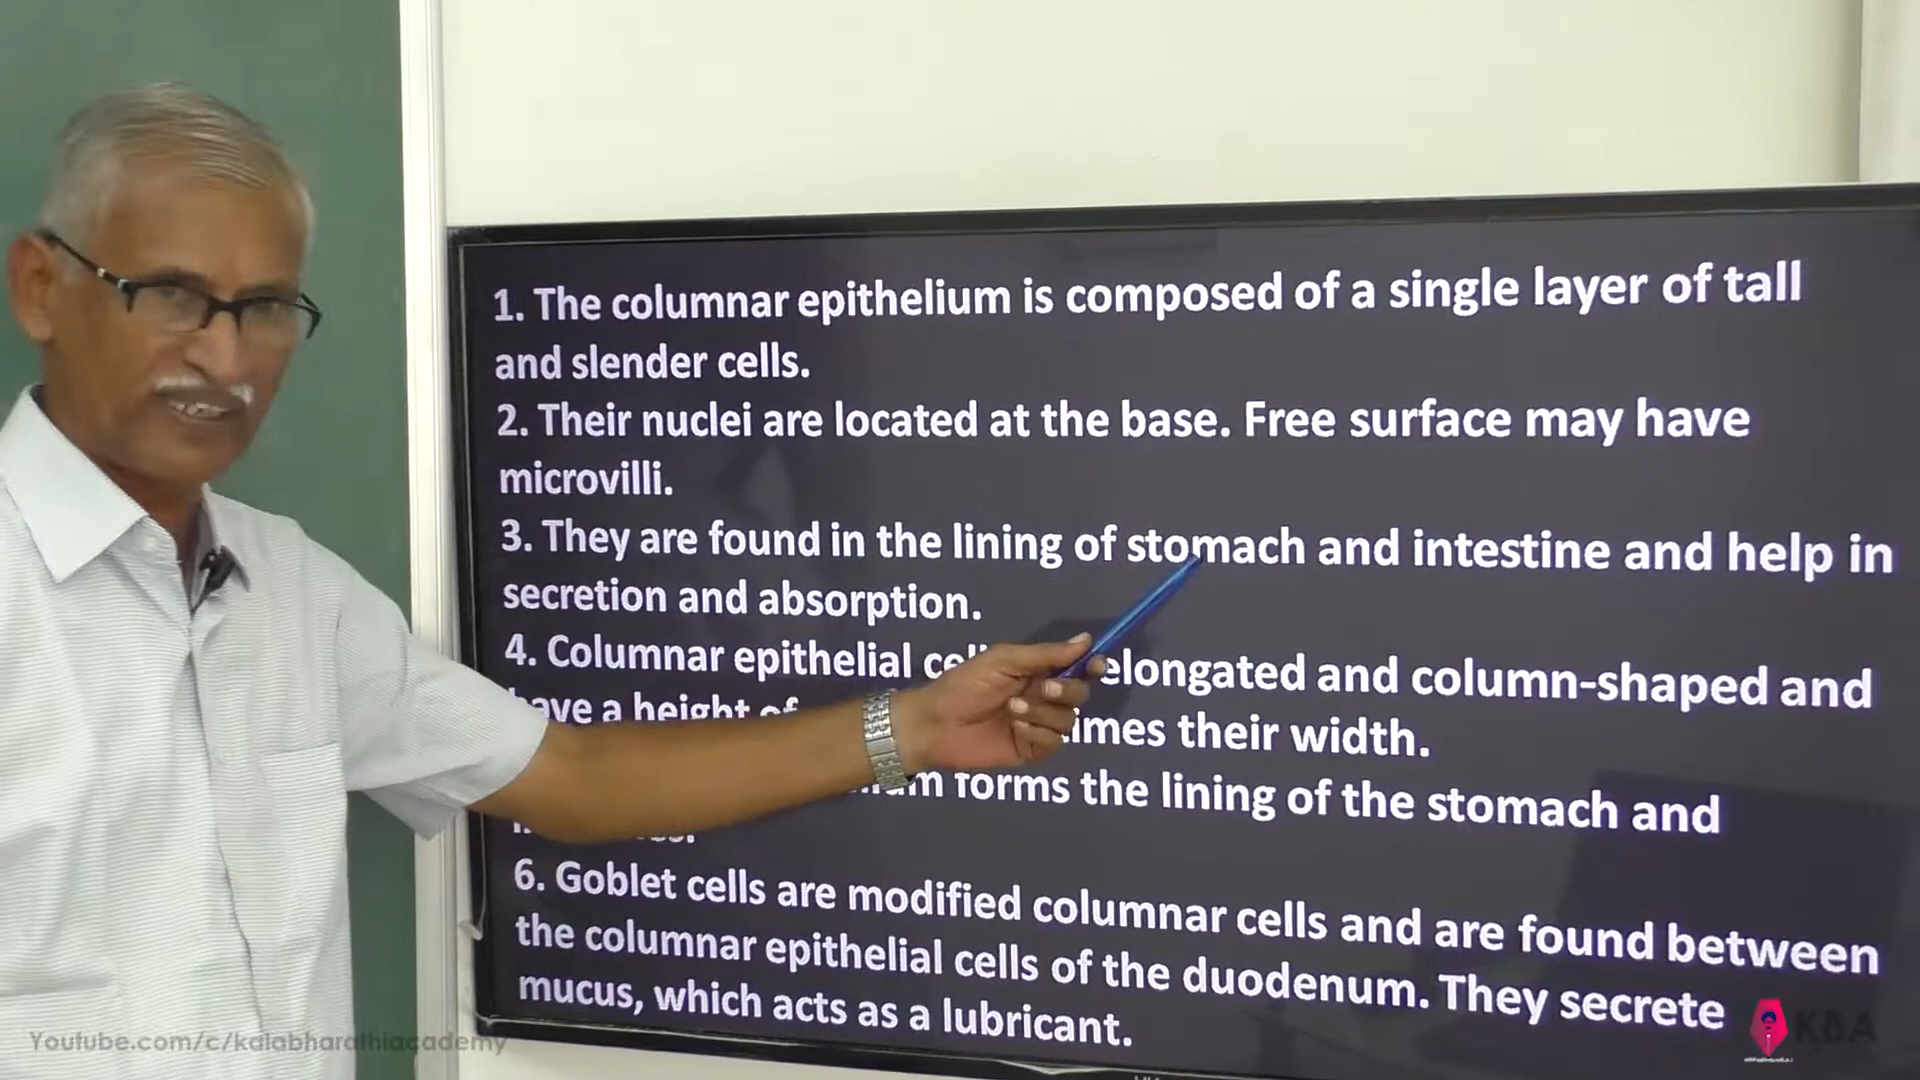 1. The columnar epithelium is composed of a single layer of tall
and slender cells.
2. Their nuclei are located at the base. Free surface may have
microvilli.
3. They are found in the lining of stomach and intestine and help in
secretion and absorption.
4. Columnar epithelial elongated and column-shaped and
have a height of times their width.
forms the lining of the stomach and
6. Goblet cells are modified columnar cells and are found between
the columnar epithelial cells of the duodenum. They secrete
mucus, which acts as a lubricant.
KBA
Youtube.com/c/kalabharathiacademy